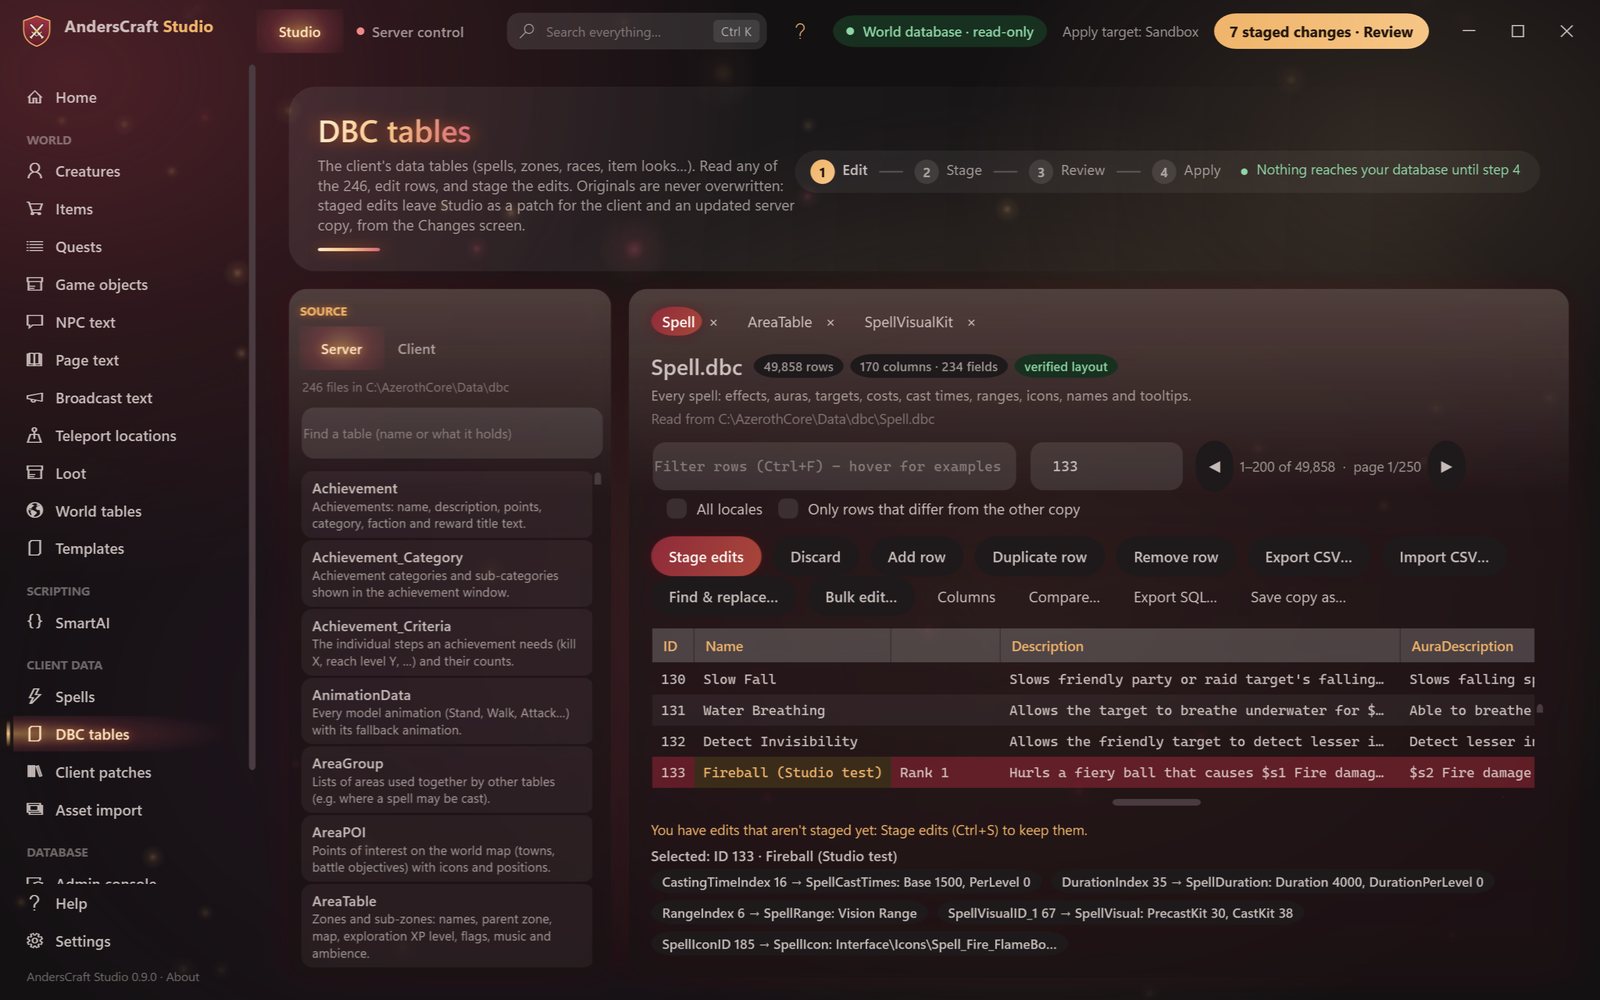 AndersCraft Studio
Studio
Server control
Search everything...
Ctrl K
?
World database · read-only
Apply target: Sandbox
7 staged changes · Review
Home
WORLD
Creatures
Items
Quests
Game objects
NPC text
Page text
Broadcast text
Teleport locations
Loot
World tables
Templates
SCRIPTING
SmartAI
CLIENT DATA
Spells
DBC tables
Client patches
Asset import
DATABASE
Admin console
Help
Settings
AndersCraft Studio 0.9.0 · About
DBC tables
The client's data tables (spells, zones, races, item looks...). Read any of
the 246, edit rows, and stage the edits. Originals are never overwritten:
staged edits leave Studio as a patch for the client and an updated server
copy, from the Changes screen.
1 Edit
2 Stage
3 Review
4 Apply
Nothing reaches your database until step 4
SOURCE
Server
Client
246 files in C:\AzerothCore\Data\dbc
Find a table (name or what it holds)
Achievement
Achievements: name, description, points,
category, faction and reward title text.
Achievement_Category
Achievement categories and sub-categories
shown in the achievement window.
Achievement_Criteria
The individual steps an achievement needs (kill
X, reach level Y, ...) and their counts.
AnimationData
Every model animation (Stand, Walk, Attack...)
with its fallback animation.
AreaGroup
Lists of areas used together by other tables
(e.g. where a spell may be cast).
AreaPOI
Points of interest on the world map (towns,
battle objectives) with icons and positions.
AreaTable
Zones and sub-zones: names, parent zone,
map, exploration XP level, flags, music and
ambience.
Spell ×
AreaTable ×
SpellVisualKit ×
Spell.dbc
49,858 rows
170 columns · 234 fields
verified layout
Every spell: effects, auras, targets, costs, cast times, ranges, icons, names and tooltips.
Read from C:\AzerothCore\Data\dbc\Spell.dbc
Filter rows (Ctrl+F) — hover for examples
133
◀
1–200 of 49,858 · page 1/250
▶
All locales
Only rows that differ from the other copy
Stage edits
Discard
Add row
Duplicate row
Remove row
Export CSV...
Import CSV...
Find & replace...
Bulk edit...
Columns
Compare...
Export SQL...
Save copy as...
ID Name Description AuraDescription
130 Slow Fall Slows friendly party or raid target's falling… Slows falling sp
131 Water Breathing Allows the target to breathe underwater for $… Able to breathe
132 Detect Invisibility Allows the friendly target to detect lesser i… Detect lesser in
133 Fireball (Studio test) Rank 1 Hurls a fiery ball that causes $s1 Fire damag… $s2 Fire damage
You have edits that aren't staged yet: Stage edits (Ctrl+S) to keep them.
Selected: ID 133 · Fireball (Studio test)
CastingTimeIndex 16 → SpellCastTimes: Base 1500, PerLevel 0
DurationIndex 35 → SpellDuration: Duration 4000, DurationPerLevel 0
RangeIndex 6 → SpellRange: Vision Range
SpellVisualID_1 67 → SpellVisual: PrecastKit 30, CastKit 38
SpellIconID 185 → SpellIcon: Interface\Icons\Spell_Fire_FlameBo...